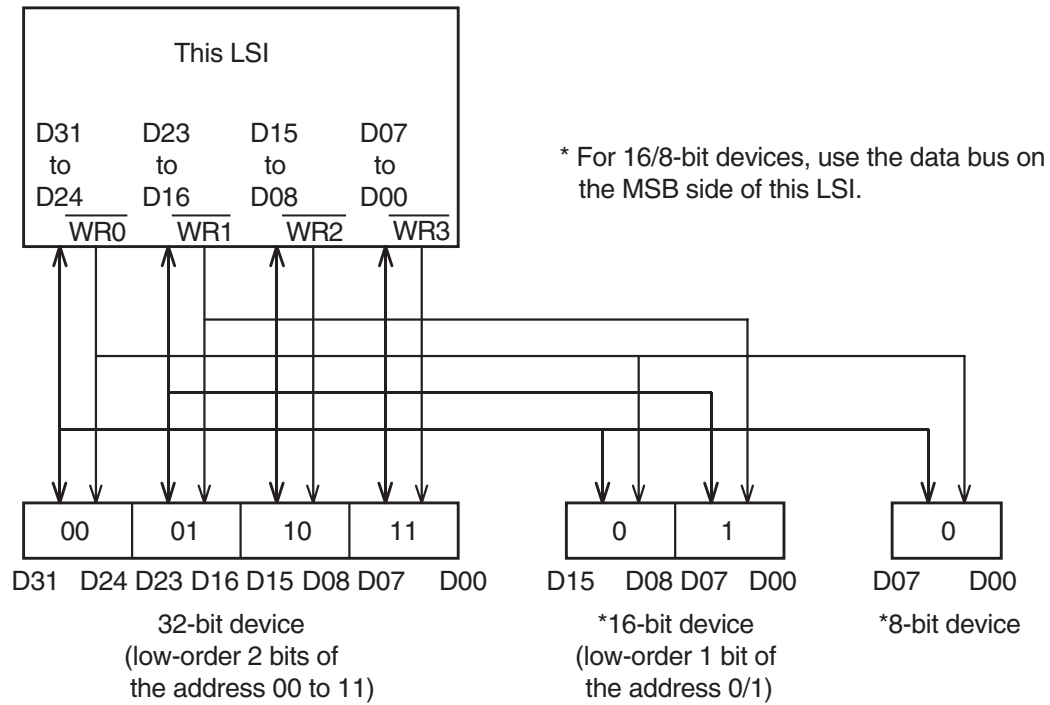 This LSI
D31 D23 D15 D07
to to to to
D24 D16 D08 D00
WR0 WR1 WR2 WR3
* For 16/8-bit devices, use the data bus on
the MSB side of this LSI.
00 01 10 11
0 1
0
D31 D24 D23 D16 D15 D08 D07 D00
D15 D08 D07 D00
D07 D00
32-bit device
(low-order 2 bits of
the address 00 to 11)
*16-bit device
(low-order 1 bit of
the address 0/1)
*8-bit device